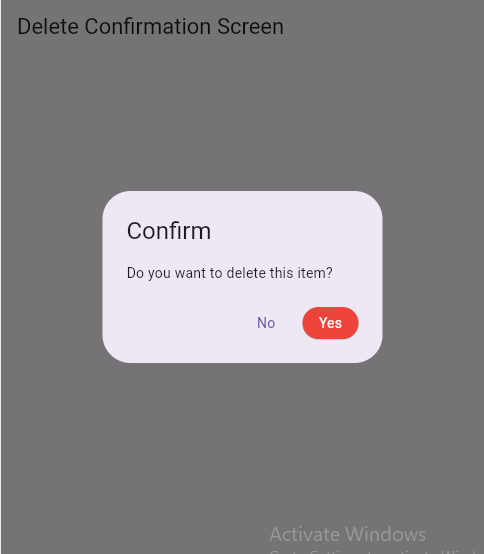 Delete Confirmation Screen
Confirm
Do you want to delete this item?
No
Yes
Activate Windows